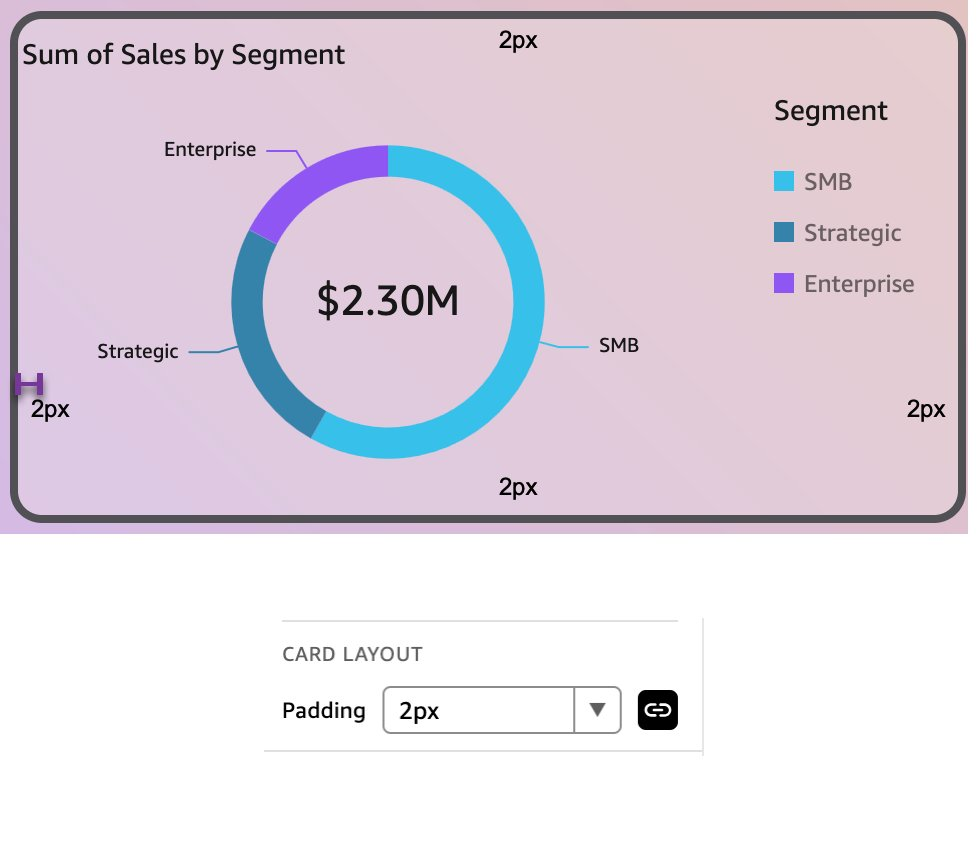 2px
Sum of Sales by Segment
Segment
Enterprise
SMB
Strategic
Enterprise
$2.30M
Strategic
SMB
2px
2px
2px
CARD LAYOUT
Padding 2px